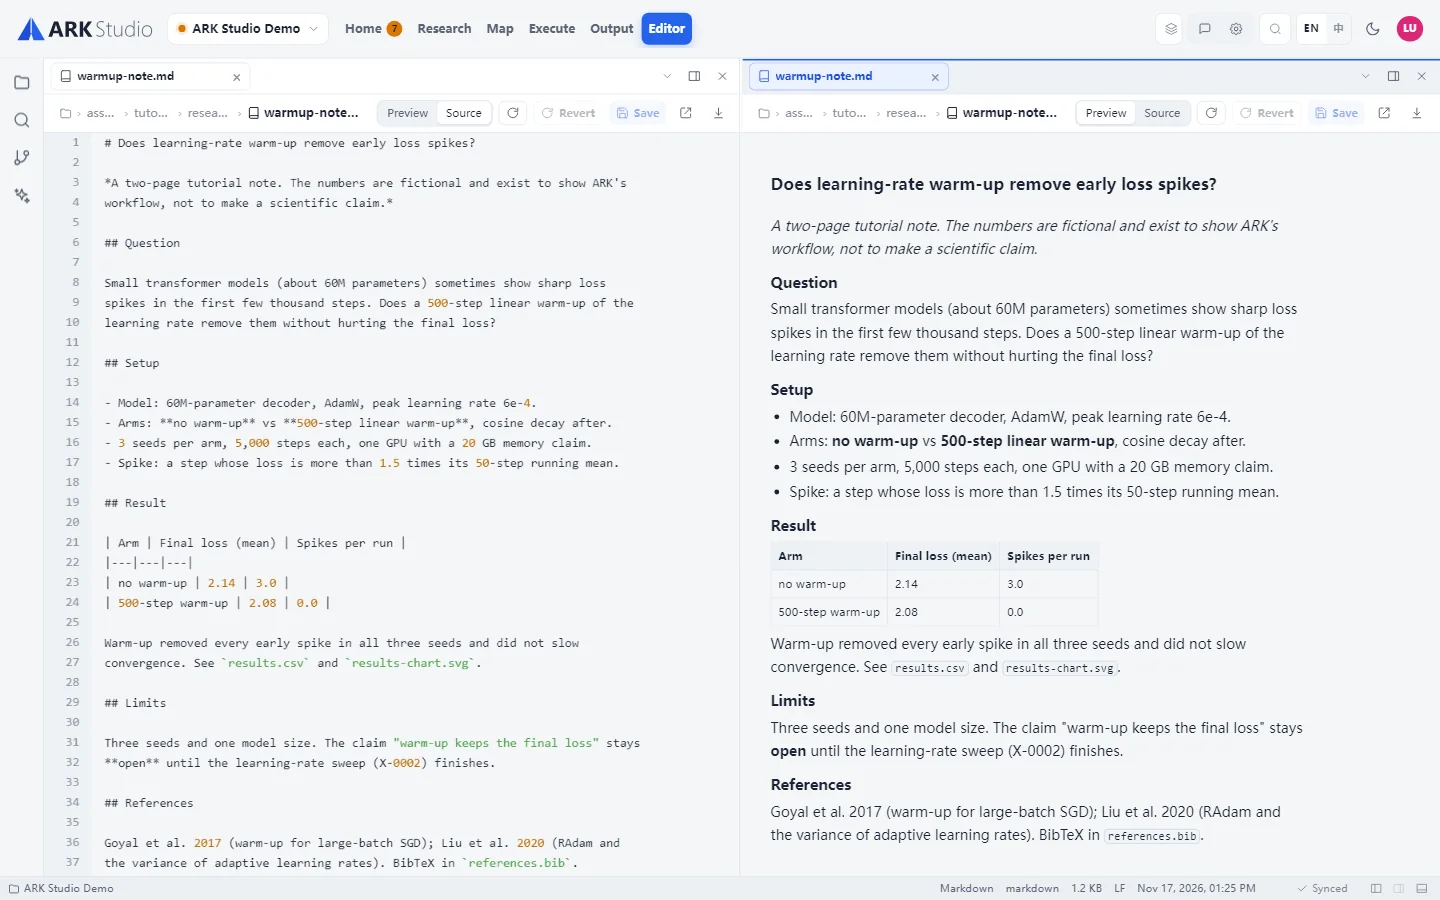 ARK Studio
ARK Studio Demo
Home 7
Research
Map
Execute
Output
Editor
EN 中
LU
warmup-note.md
ass... › tuto... › resea... › warmup-note...
Preview Source
Revert
Save
1 # Does learning-rate warm-up remove early loss spikes?
2
3 *A two-page tutorial note. The numbers are fictional and exist to show ARK's
4 workflow, not to make a scientific claim.*
5
6 ## Question
7
8 Small transformer models (about 60M parameters) sometimes show sharp loss
9 spikes in the first few thousand steps. Does a 500-step linear warm-up of the
10 learning rate remove them without hurting the final loss?
11
12 ## Setup
13
14 - Model: 60M-parameter decoder, AdamW, peak learning rate 6e-4.
15 - Arms: **no warm-up** vs **500-step linear warm-up**, cosine decay after.
16 - 3 seeds per arm, 5,000 steps each, one GPU with a 20 GB memory claim.
17 - Spike: a step whose loss is more than 1.5 times its 50-step running mean.
18
19 ## Result
20
21 | Arm | Final loss (mean) | Spikes per run |
22 |---|---|---|
23 | no warm-up | 2.14 | 3.0 |
24 | 500-step warm-up | 2.08 | 0.0 |
25
26 Warm-up removed every early spike in all three seeds and did not slow
27 convergence. See `results.csv` and `results-chart.svg`.
28
29 ## Limits
30
31 Three seeds and one model size. The claim "warm-up keeps the final loss" stays
32 **open** until the learning-rate sweep (X-0002) finishes.
33
34 ## References
35
36 Goyal et al. 2017 (warm-up for large-batch SGD); Liu et al. 2020 (RAdam and
37 the variance of adaptive learning rates). BibTeX in `references.bib`.
warmup-note.md
ass... › tuto... › resea... › warmup-note...
Preview Source
Revert
Save
Does learning-rate warm-up remove early loss spikes?
A two-page tutorial note. The numbers are fictional and exist to show ARK's
workflow, not to make a scientific claim.
Question
Small transformer models (about 60M parameters) sometimes show sharp loss
spikes in the first few thousand steps. Does a 500-step linear warm-up of the
learning rate remove them without hurting the final loss?
Setup
• Model: 60M-parameter decoder, AdamW, peak learning rate 6e-4.
• Arms: no warm-up vs 500-step linear warm-up, cosine decay after.
• 3 seeds per arm, 5,000 steps each, one GPU with a 20 GB memory claim.
• Spike: a step whose loss is more than 1.5 times its 50-step running mean.
Result
Arm Final loss (mean) Spikes per run
no warm-up 2.14 3.0
500-step warm-up 2.08 0.0
Warm-up removed every early spike in all three seeds and did not slow
convergence. See results.csv and results-chart.svg.
Limits
Three seeds and one model size. The claim "warm-up keeps the final loss" stays
open until the learning-rate sweep (X-0002) finishes.
References
Goyal et al. 2017 (warm-up for large-batch SGD); Liu et al. 2020 (RAdam and
the variance of adaptive learning rates). BibTeX in references.bib.
ARK Studio Demo
Markdown markdown 1.2 KB LF Nov 17, 2026, 01:25 PM Synced